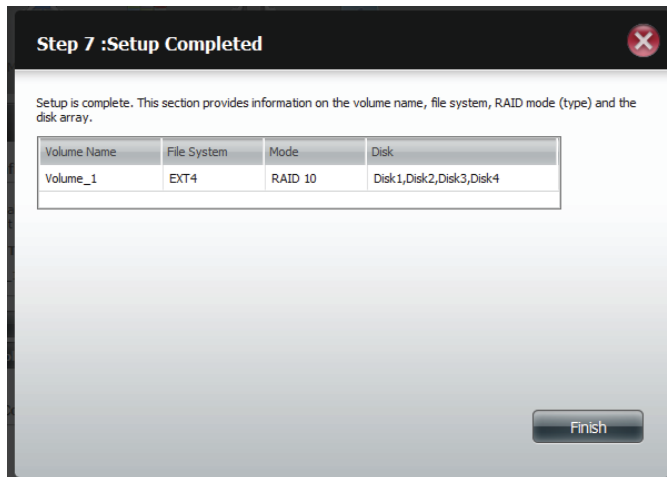 Step 7 :Setup Completed
Setup is complete. This section provides information on the volume name, file system, RAID mode (type) and the
disk array.
Volume Name File System Mode Disk
Volume_1 EXT4 RAID 10 Disk1,Disk2,Disk3,Disk4
Finish